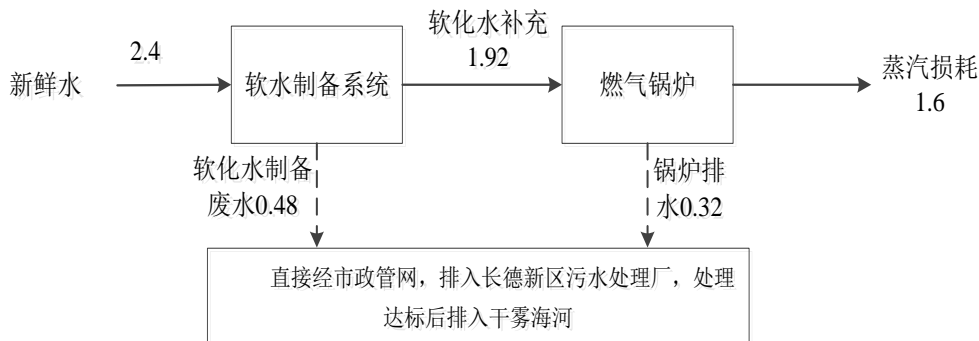 软化水补充
2.4
1.92
新鲜水
软水制备系统
燃气锅炉
蒸汽损耗
1.6
软化水制备
废水0.48
锅炉排
水0.32
直接经市政管网，排入长德新区污水处理厂，处理
达标后排入干雾海河